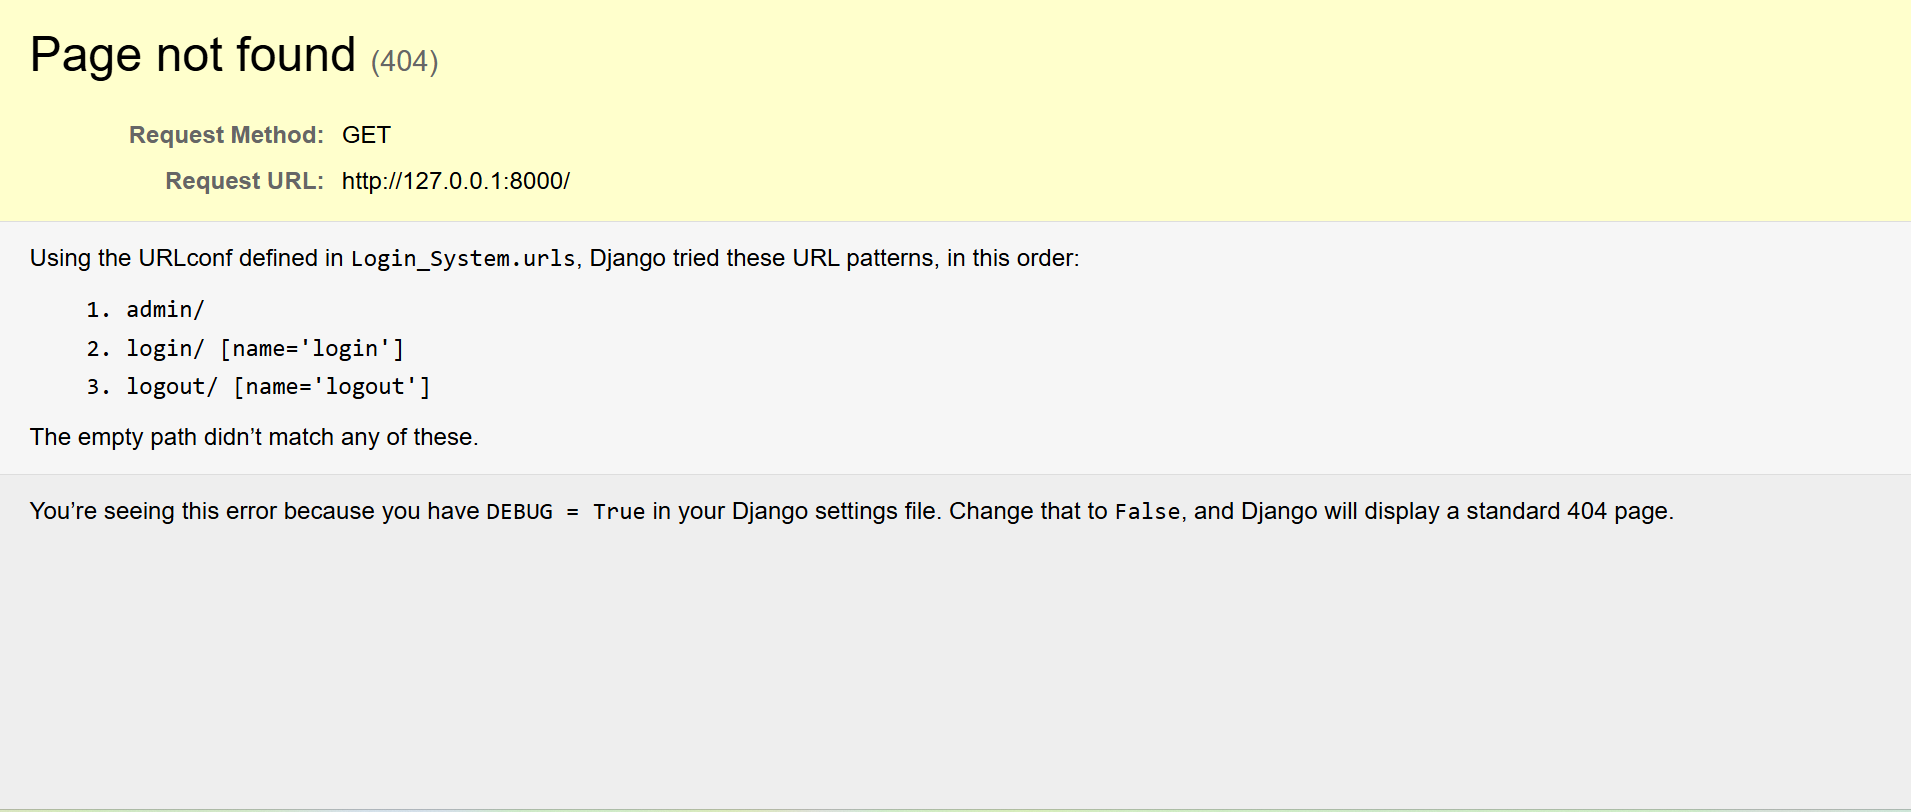 Page not found (404)
Request Method: GET
Request URL: http://127.0.0.1:8000/
Using the URLconf defined in Login_System.urls, Django tried these URL patterns, in this order:
1. admin/
2. login/ [name='login']
3. logout/ [name='logout']
The empty path didn’t match any of these.
You’re seeing this error because you have DEBUG = True in your Django settings file. Change that to False, and Django will display a standard 404 page.